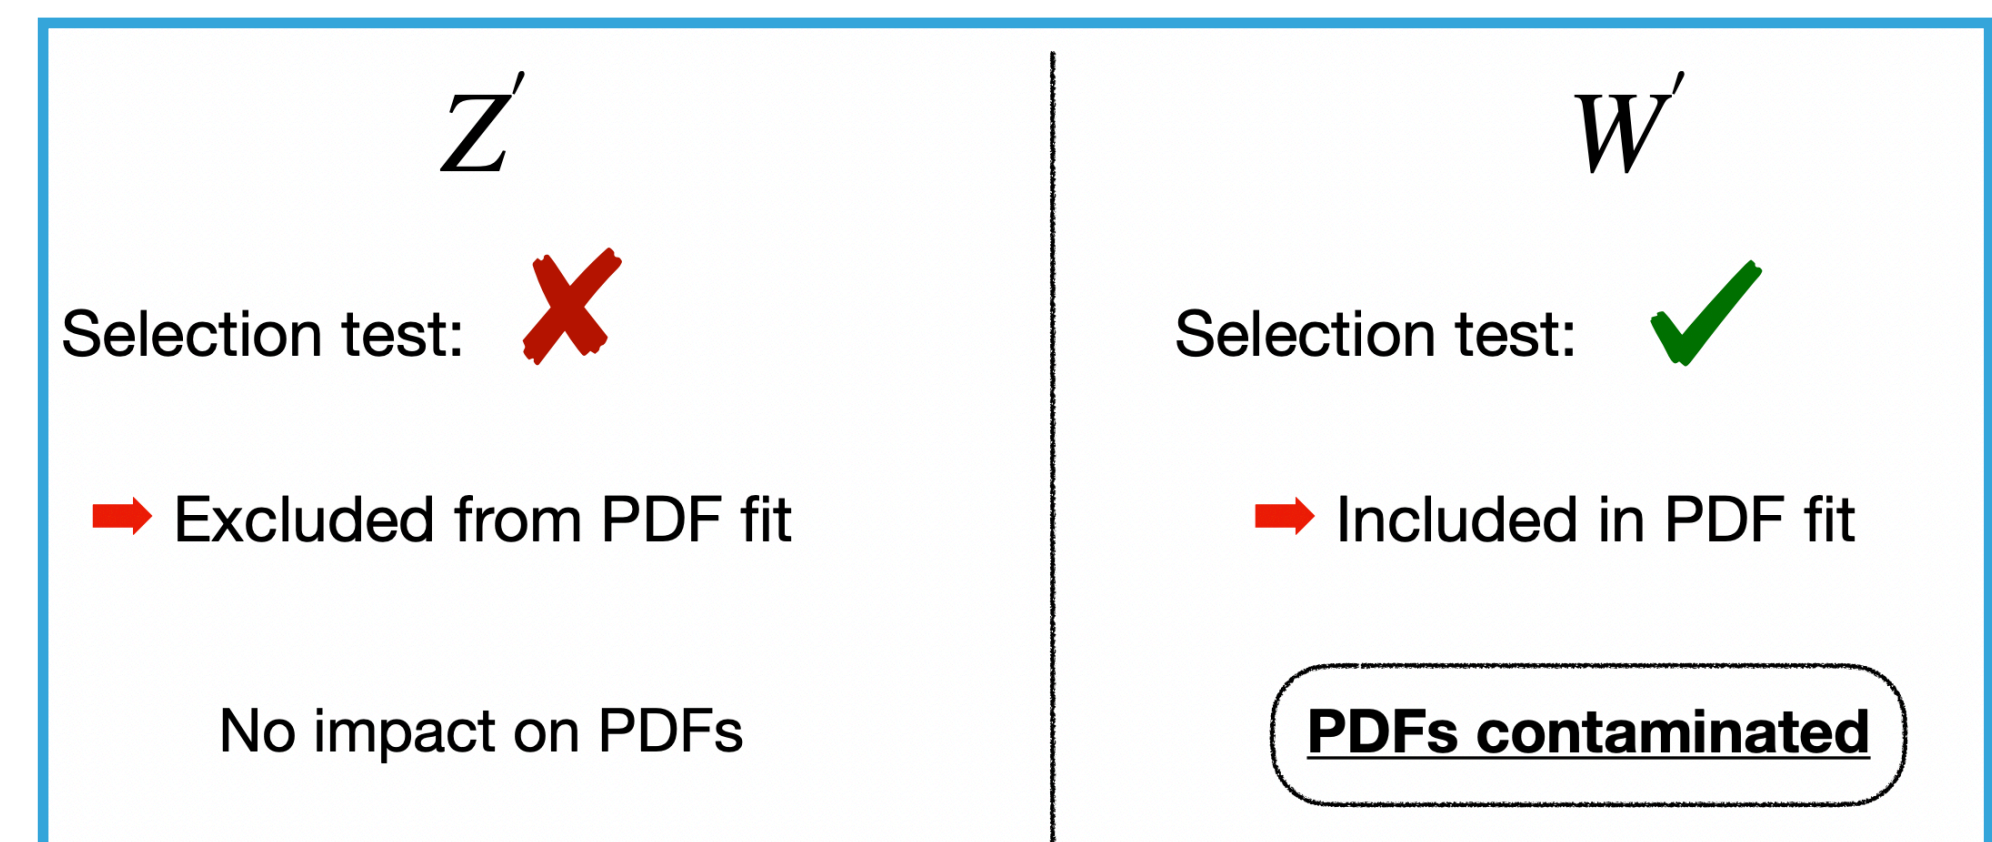 Z′
Selection test: ✘
➡ Excluded from PDF fit
No impact on PDFs
W′
Selection test: ✔
➡ Included in PDF fit
PDFs contaminated